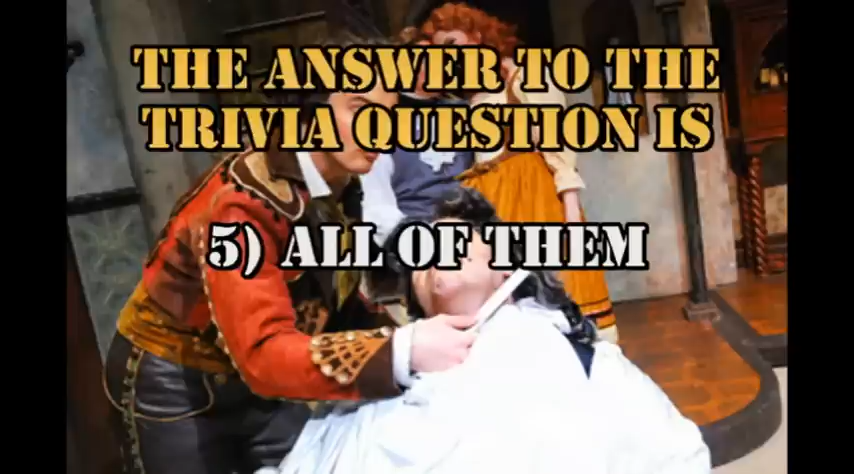 THE ANSWER TO THE
TRIVIA QUESTION IS
5) ALL OF THEM